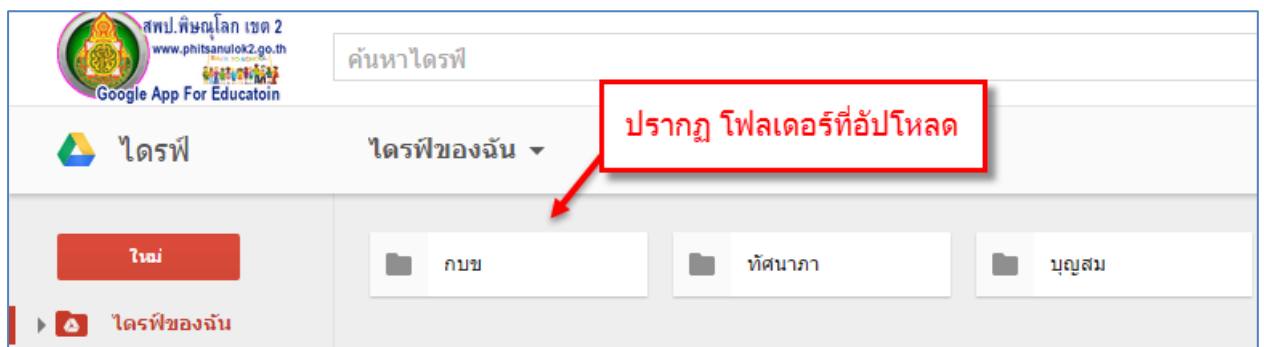 สพป.พิษณุโลก เขต 2
www.phitsanulok2.go.th
Google App For Educatoin
ค้นหาไดรฟ์
ปรากฏ โฟลเดอร์ที่อัปโหลด
ไดรฟ์
ไดรฟ์ของฉัน
ใหม่
กบข
ทัศนาภา
บุญสม
ไดรฟ์ของฉัน